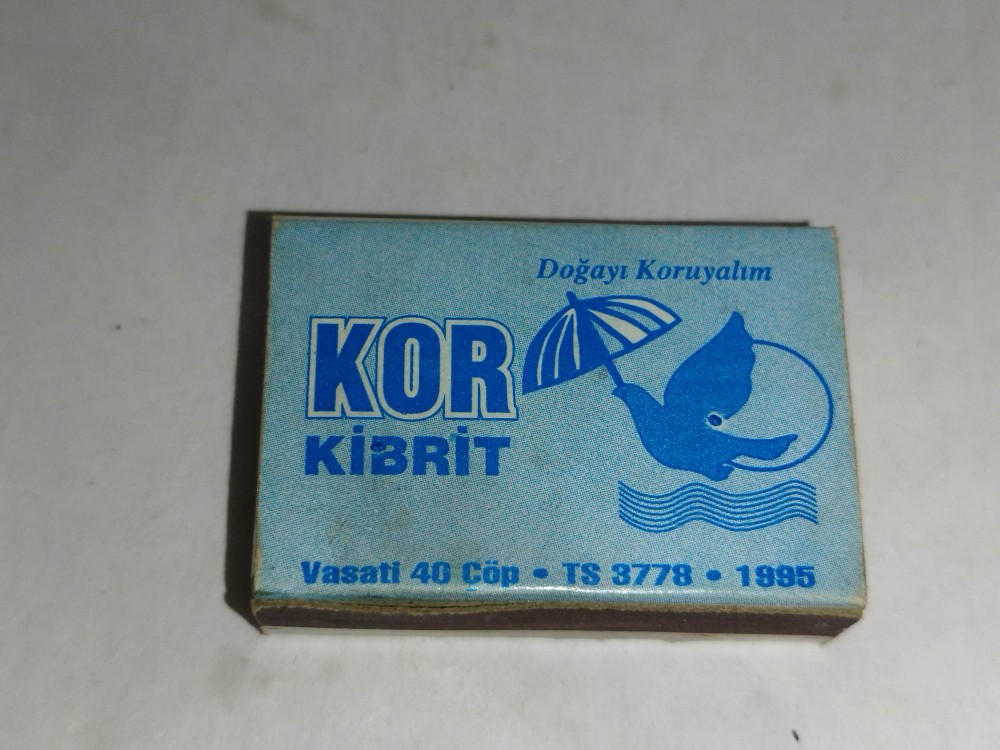 Doğayı Koruyalım
KOR
KİBRİT
Vasati 40 Çöp • TS 3778 • 1995